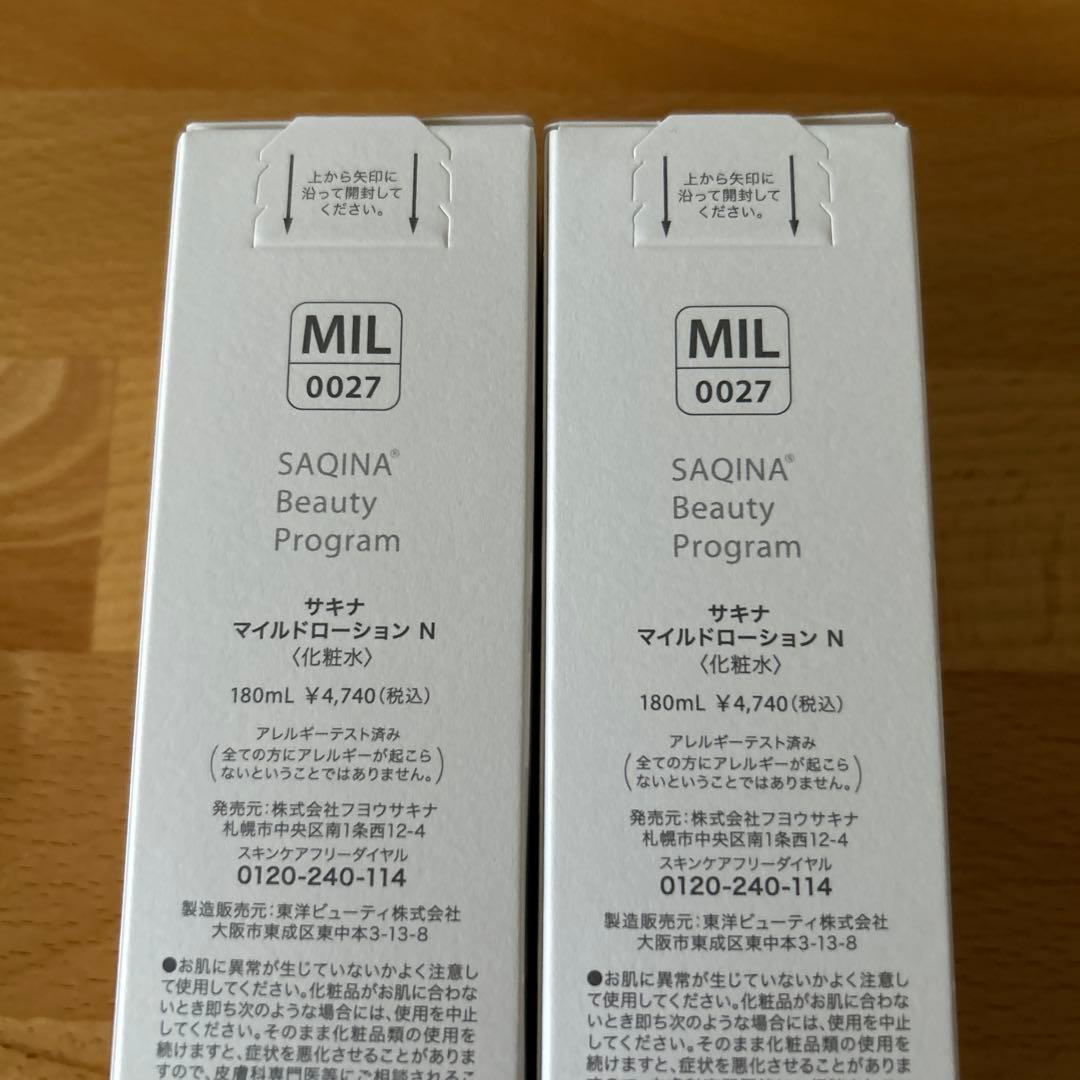 上から矢印に
沿って開封して
ください。
MIL
0027
SAQINA®
Beauty
Program
サキナ
マイルドローション N
〈化粧水〉
180mL ¥4,740(税込)
アレルギーテスト済み
(全ての方にアレルギーが起こら
ないということではありません。)
発売元:株式会社フヨウサキナ
札幌市中央区南1条西12-4
スキンケアフリーダイヤル
0120-240-114
製造販売元:東洋ビューティ株式会社
大阪市東成区東中本3-13-8
●お肌に異常が生じていないかよく注意し
て使用してください。化粧品がお肌に合わな
いとき即ち次のような場合には、使用を中止
してください。そのまま化粧品類の使用を
続けますと、症状を悪化させることがありま
すので、皮膚科専門医等にご相談されるこ
上から矢印に
沿って開封して
ください。
MIL
0027
SAQINA®
Beauty
Program
サキナ
マイルドローション N
〈化粧水〉
180mL ¥4,740(税込)
アレルギーテスト済み
(全ての方にアレルギーが起こら
ないということではありません。)
発売元:株式会社フヨウサキナ
札幌市中央区南1条西12-4
スキンケアフリーダイヤル
0120-240-114
製造販売元:東洋ビューティ株式会社
大阪市東成区東中本3-13-8
●お肌に異常が生じていないかよく注意し
て使用してください。化粧品がお肌に合わな
いとき即ち次のような場合には、使用を中止
してください。そのまま化粧品類の使用を
続けますと、症状を悪化させることがありま